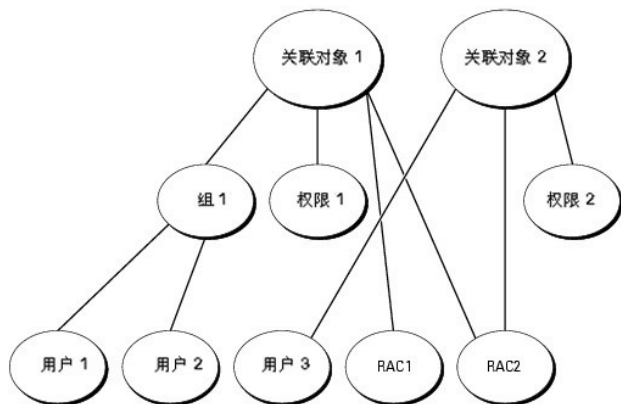 关联对象 1
关联对象 2
组 1
权限 1
权限 2
用户 1
用户 2
用户 3
RAC1
RAC2